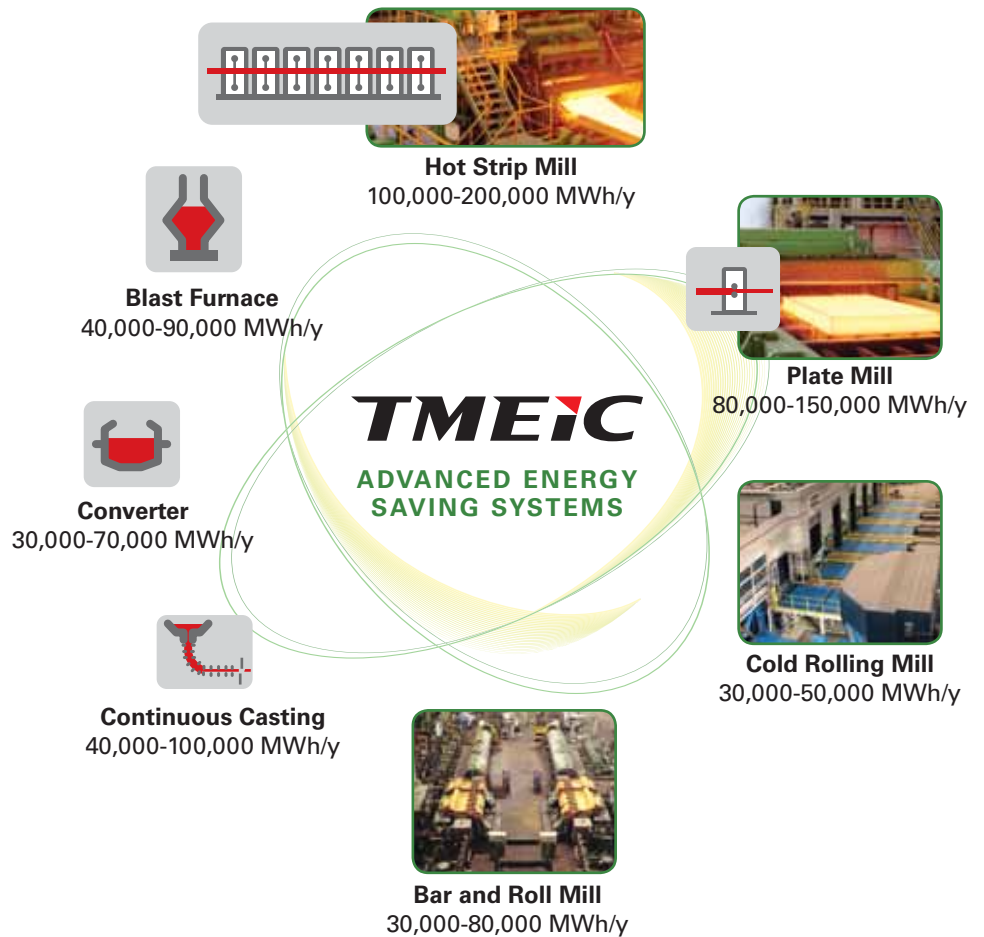 Hot Strip Mill
100,000-200,000 MWh/y
Blast Furnace
40,000-90,000 MWh/y
Plate Mill
80,000-150,000 MWh/y
TMEiC
ADVANCED ENERGY
SAVING SYSTEMS
Converter
30,000-70,000 MWh/y
Cold Rolling Mill
30,000-50,000 MWh/y
Continuous Casting
40,000-100,000 MWh/y
Bar and Roll Mill
30,000-80,000 MWh/y